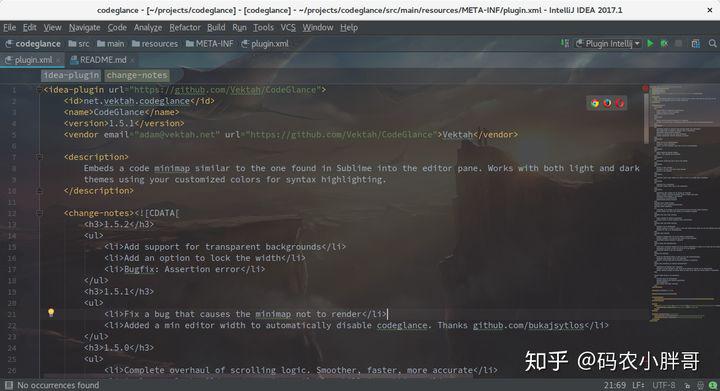 codeglance - [~/projects/codeglance] - [codeglance] - ~/projects/codeglance/src/main/resources/META-INF/plugin.xml - IntelliJ IDEA 2017.1
File Edit View Navigate Code Analyze Refactor Build Run Tools VCS Window Help
codeglance src main resources META-INF plugin.xml Plugin Intellij
plugin.xml × README.md ×
idea-plugin change-notes
1 <idea-plugin url="https://github.com/Vektah/CodeGlance">
2 <id>net.vektah.codeglance</id>
3 <name>CodeGlance</name>
4 <version>1.5.1</version>
5 <vendor email="adam@vektah.net" url="https://github.com/Vektah/CodeGlance">Vektah</vendor>
6
7 <description>
8 Embeds a code minimap similar to the one found in Sublime into the editor pane. Works with both light and dark
9 themes using your customized colors for syntax highlighting.
10 </description>
11
12 <change-notes><![CDATA[
13 <h3>1.5.2</h3>
14 <ul>
15 <li>Add support for transparent backgrounds</li>
16 <li>Add an option to lock the width</li>
17 <li>Bugfix: Assertion error</li>
18 </ul>
19 <h3>1.5.1</h3>
20 <ul>
21 <li>Fix a bug that causes the minimap not to render</li>
22 <li>Added a min editor width to automatically disable codeglance. Thanks github.com/bukajsytlos</li>
23 </ul>
24 <h3>1.5.0</h3>
25 <ul>
26 <li>Complete overhaul of scrolling logic. Smoother, faster, more accurate</li>
知乎 @码农小胖哥
No occurrences found 21:69 LF÷ UTF-8